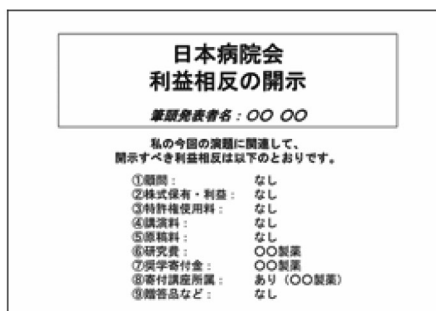 日本病院会
利益相反の開示
筆頭発表者名：〇〇 〇〇
私の今回の演題に関連して、
開示すべき利益相反は以下のとおりです。
①顧問： なし
②株式保有・利益： なし
③特許権使用料： なし
④講演料： なし
⑤原稿料： なし
⑥研究費： 〇〇製薬
⑦奨学寄付金： 〇〇製薬
⑧寄付講座所属： あり（〇〇製薬）
⑨贈答品など： なし